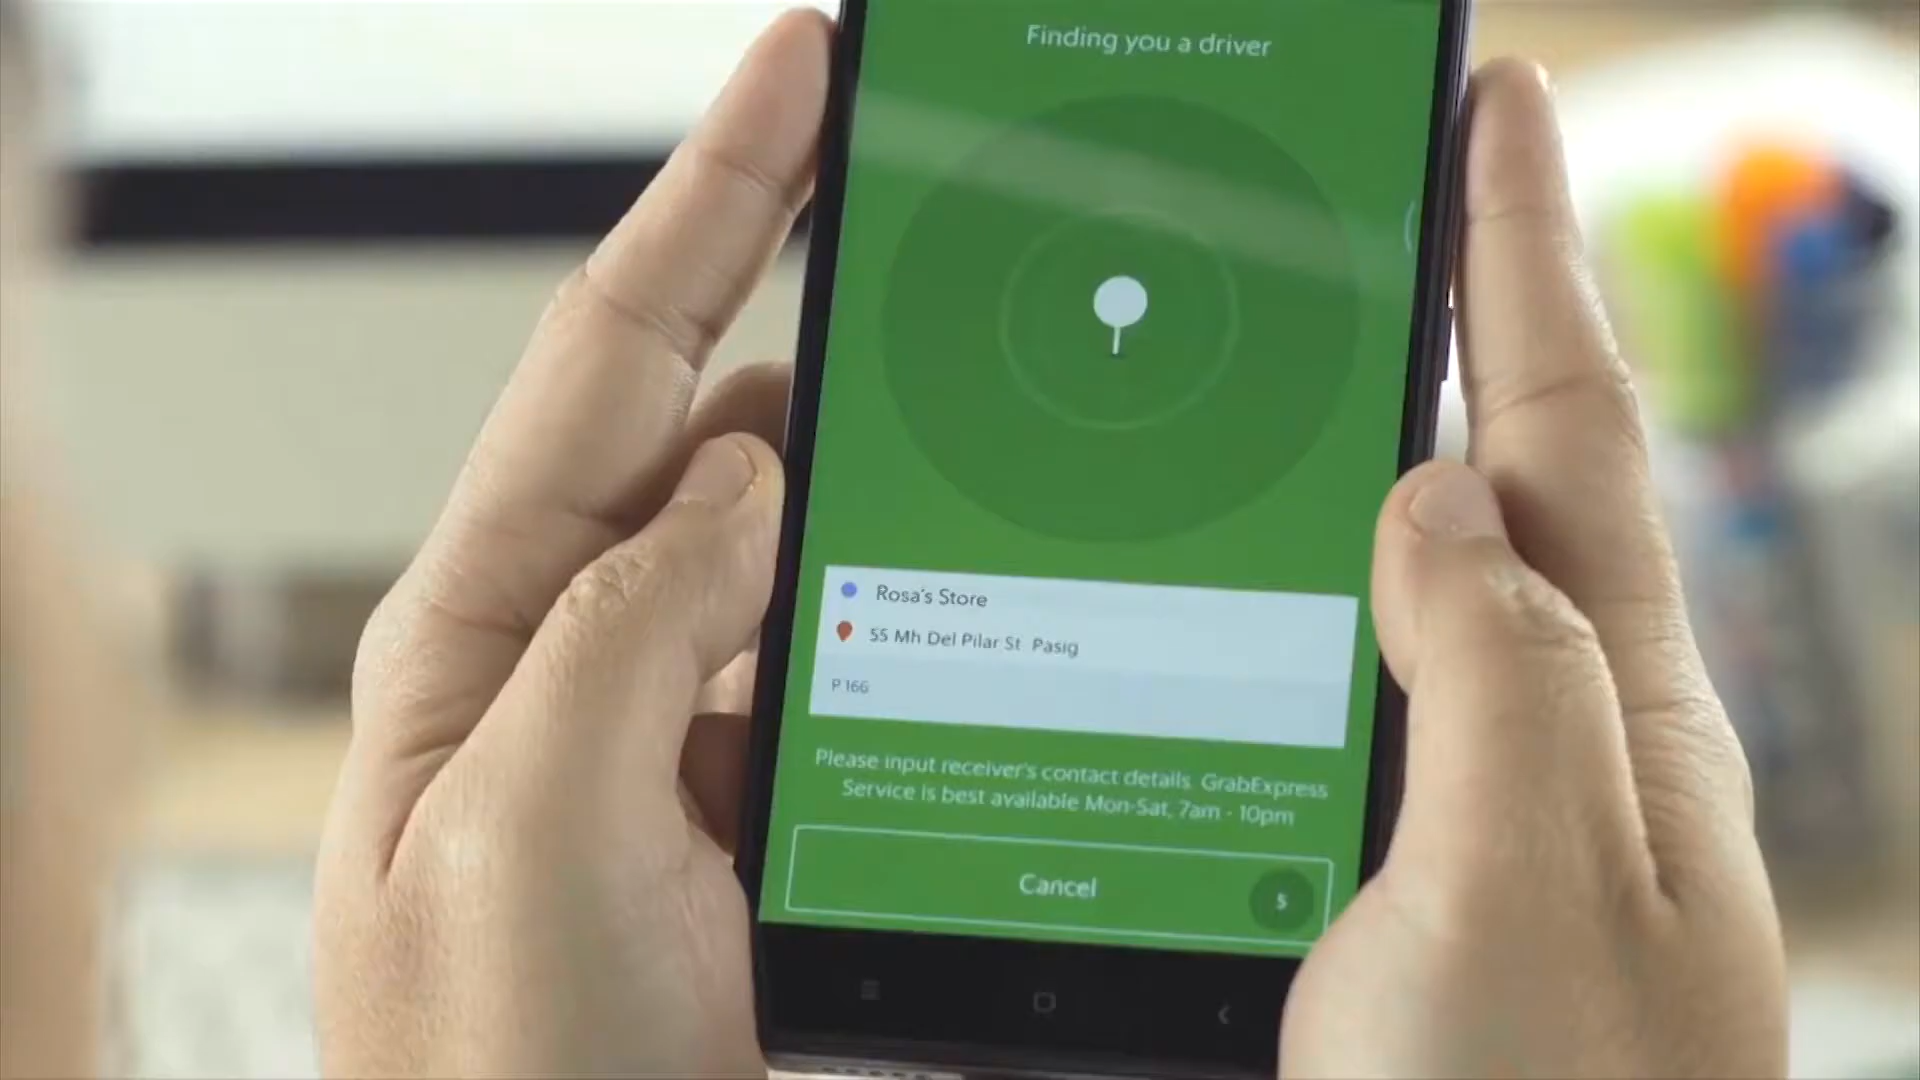 Finding you a driver
Rosa's Store
55 Mh Del Pilar St Pasig
P 166
Please input receiver's contact details GrabExpress
Service is best available Mon-Sat, 7am - 10pm
Cancel
5